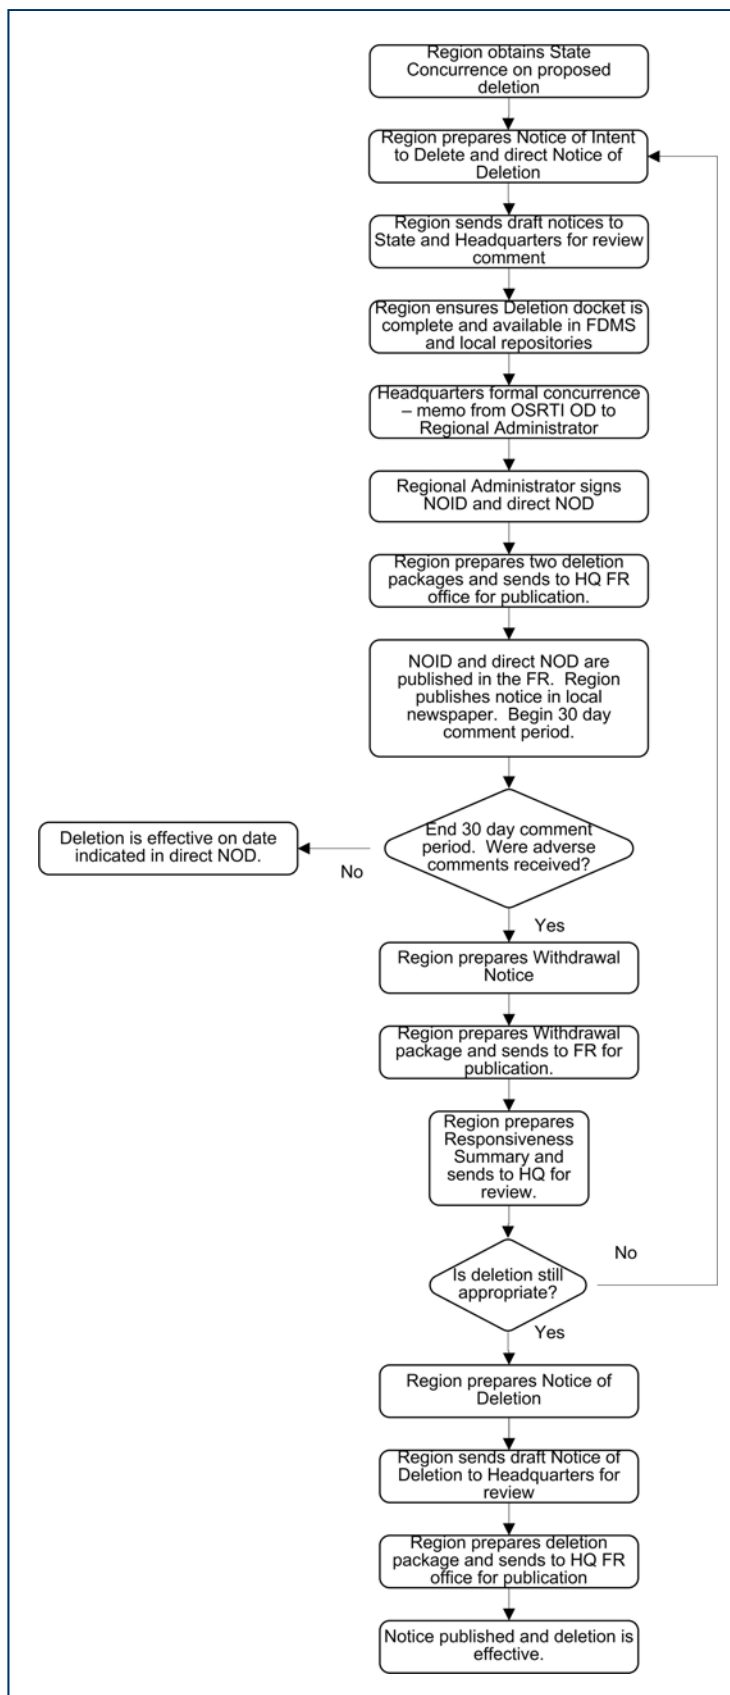 Region obtains State
Concurrence on proposed
deletion
Region prepares Notice of Intent
to Delete and direct Notice of
Deletion
Region sends draft notices to
State and Headquarters for review
comment
Region ensures Deletion docket is
complete and available in FDMS
and local repositories
Headquarters formal concurrence
– memo from OSRTI OD to
Regional Administrator
Regional Administrator signs
NOID and direct NOD
Region prepares two deletion
packages and sends to HQ FR
office for publication.
NOID and direct NOD are
published in the FR.  Region
publishes notice in local
newspaper.  Begin 30 day
comment period.
End 30 day comment
period.  Were adverse
comments received?
No
Deletion is effective on date
indicated in direct NOD.
Yes
Region prepares Withdrawal
Notice
Region prepares Withdrawal
package and sends to FR for
publication.
Region prepares
Responsiveness
Summary and
sends to HQ for
review.
Is deletion still
appropriate?
No
Yes
Region prepares Notice of
Deletion
Region sends draft Notice of
Deletion to Headquarters for
review
Region prepares deletion
package and sends to HQ FR
office for publication
Notice published and deletion is
effective.